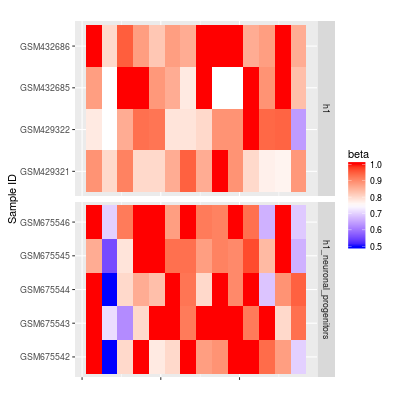 GSM432686
GSM432685
GSM429322
GSM429321
h1
GSM675546
GSM675545
GSM675544
GSM675543
GSM675542
h1_neuronal_progenitors
Sample ID
beta
1.0
0.9
0.8
0.7
0.6
0.5